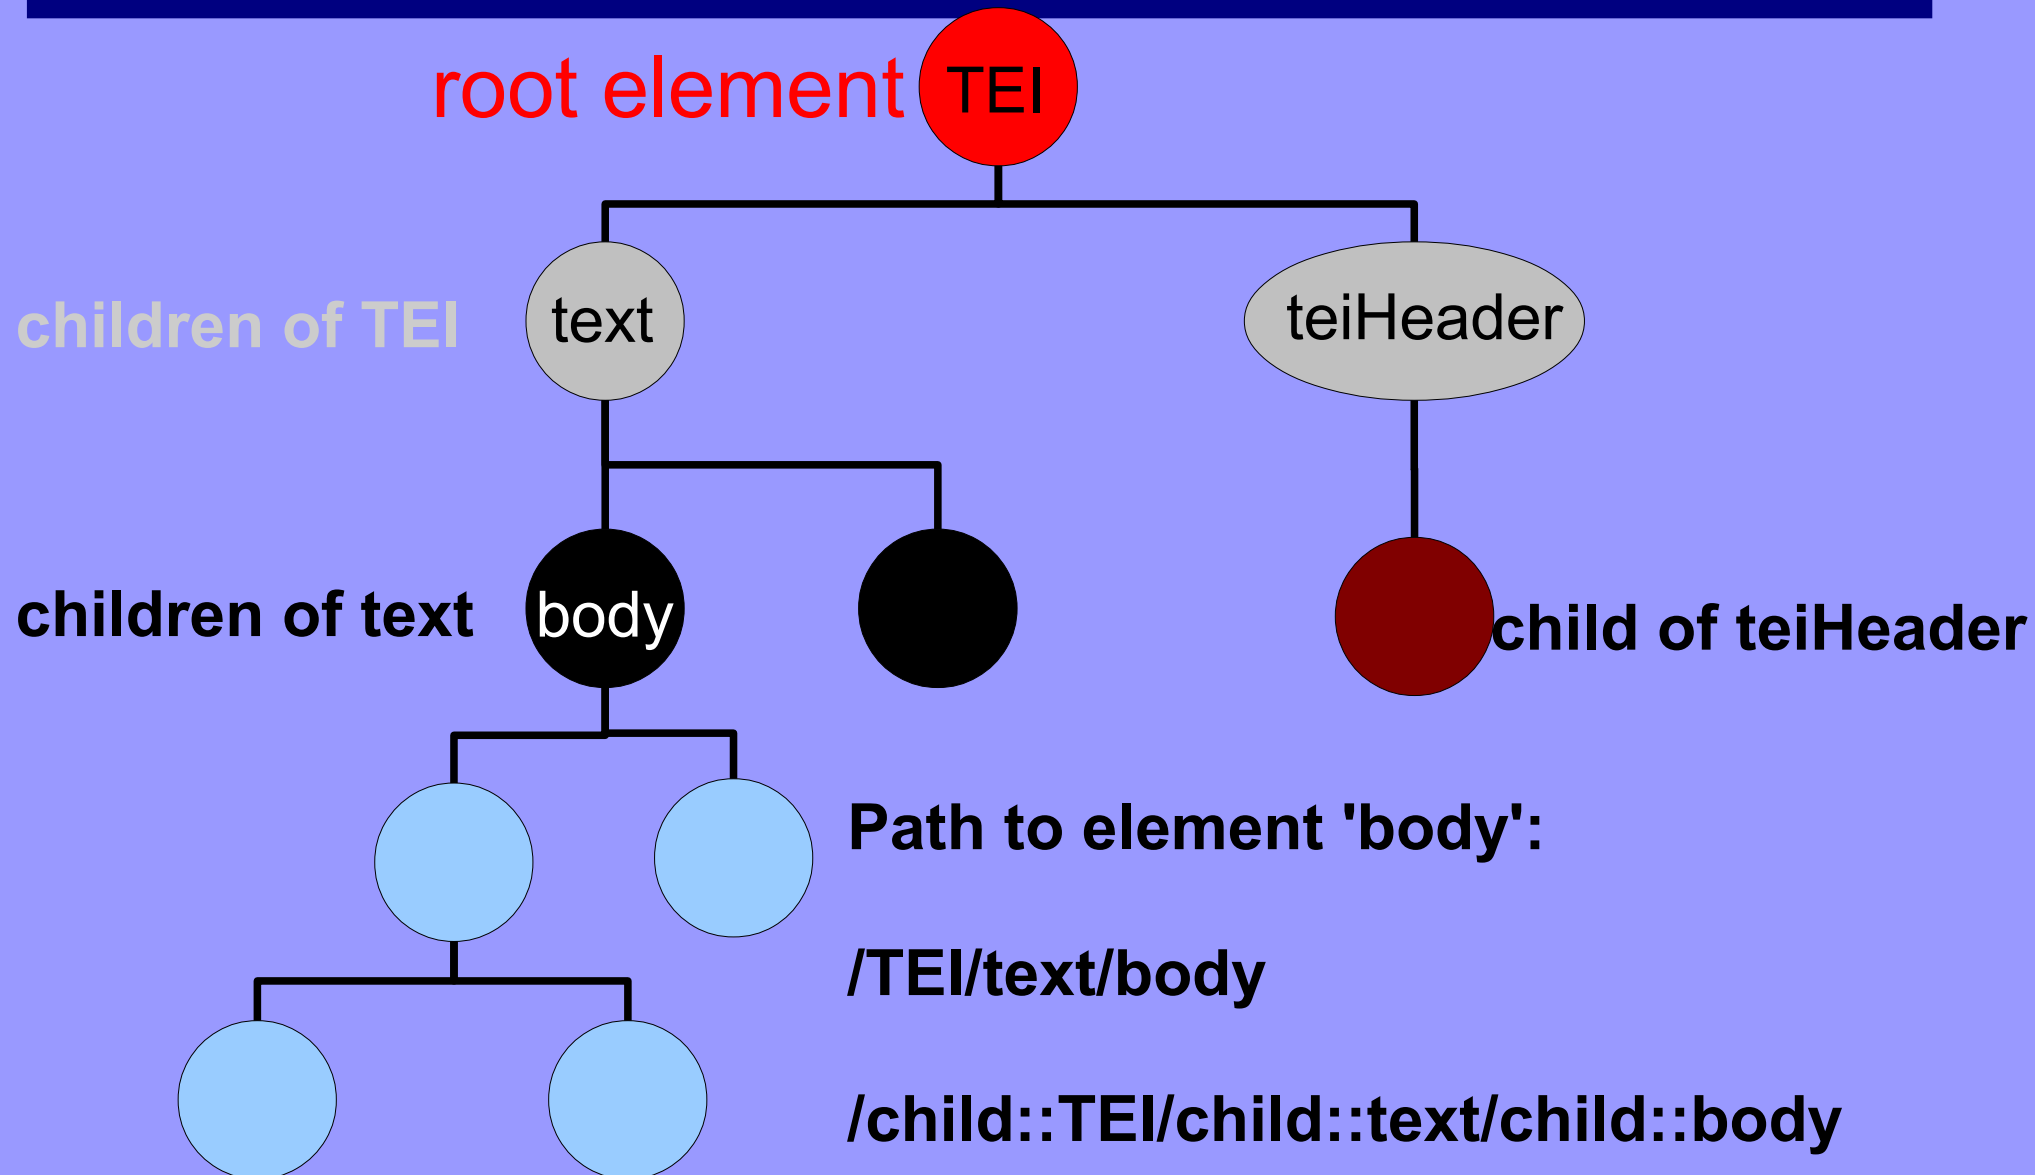 root element TEI
children of TEI text teiHeader
children of text body child of teiHeader
Path to element 'body':
/TEI/text/body
/child::TEI/child::text/child::body